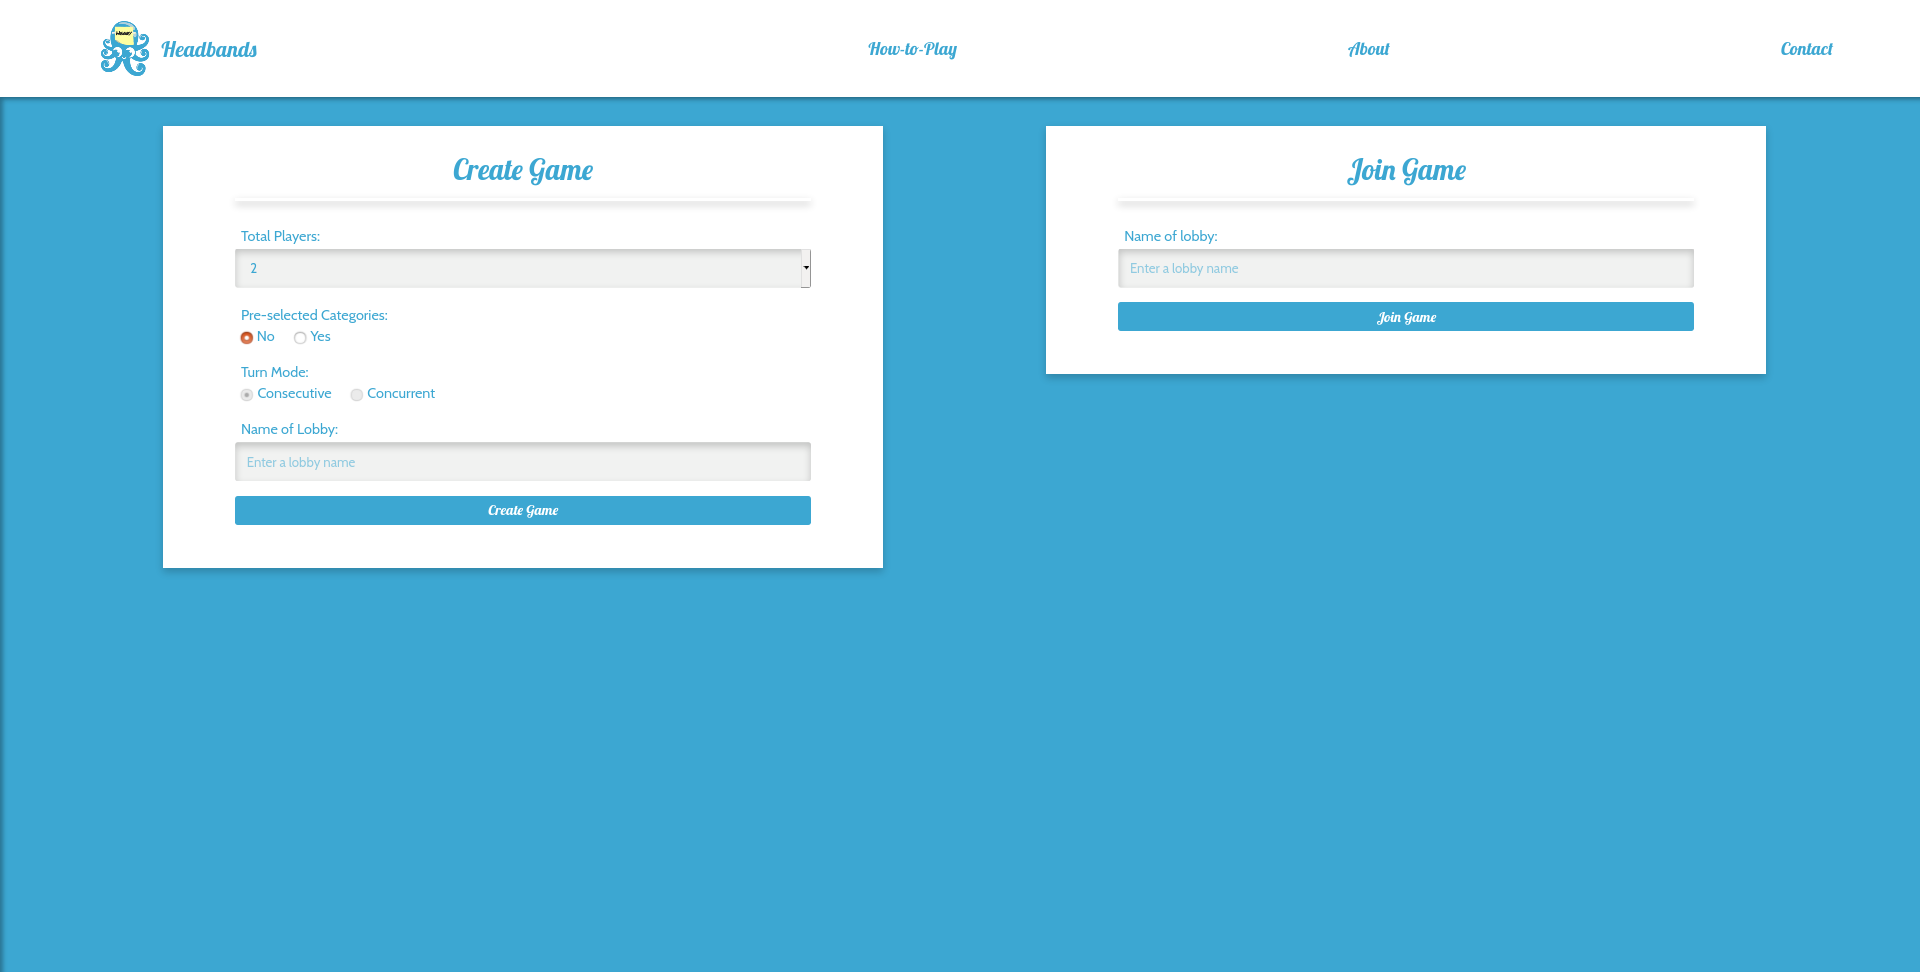 Headbands
How-to-Play
About
Contact
Create Game
Total Players:
2
Pre-selected Categories:
No Yes
Turn Mode:
Consecutive Concurrent
Name of Lobby:
Enter a lobby name
Create Game
Join Game
Name of lobby:
Enter a lobby name
Join Game